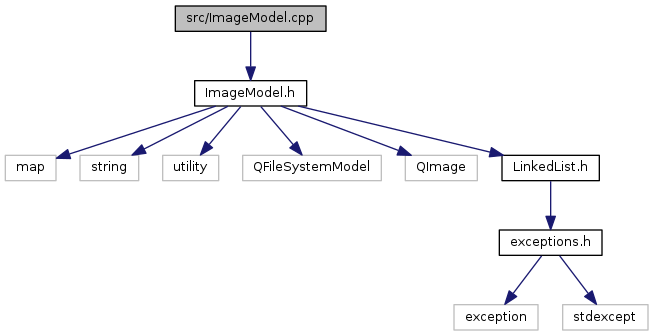 src/ImageModel.cpp
ImageModel.h
map
string
utility
QFileSystemModel
QImage
LinkedList.h
exceptions.h
exception
stdexcept